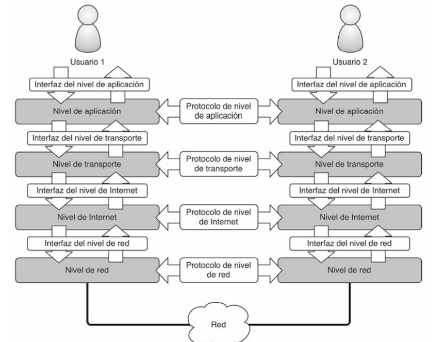 Usuario 1
Usuario 2
Interfaz del nivel de aplicación
Interfaz del nivel de aplicación
Nivel de aplicación
Protocolo de nivel
de aplicación
Nivel de aplicación
Interfaz del nivel de transporte
Interfaz del nivel de transporte
Nivel de transporte
Protocolo de nivel
de transporte
Nivel de transporte
Interfaz del nivel de Internet
Interfaz del nivel de Internet
Nivel de Internet
Protocolo de nivel
de Internet
Nivel de Internet
Interfaz del nivel de red
Interfaz del nivel de red
Nivel de red
Protocolo de nivel
de red
Nivel de red
Red